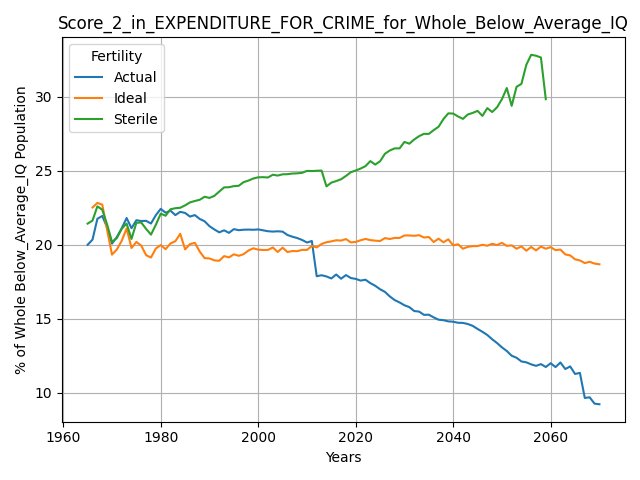 Score_2_in_EXPENDITURE_FOR_CRIME_for_Whole_Below_Average_IQ
% of Whole Below_Average_IQ Population
Fertility
Actual
Ideal
Sterile
30
25
20
15
10
1960
1980
2000
2020
2040
2060
Years